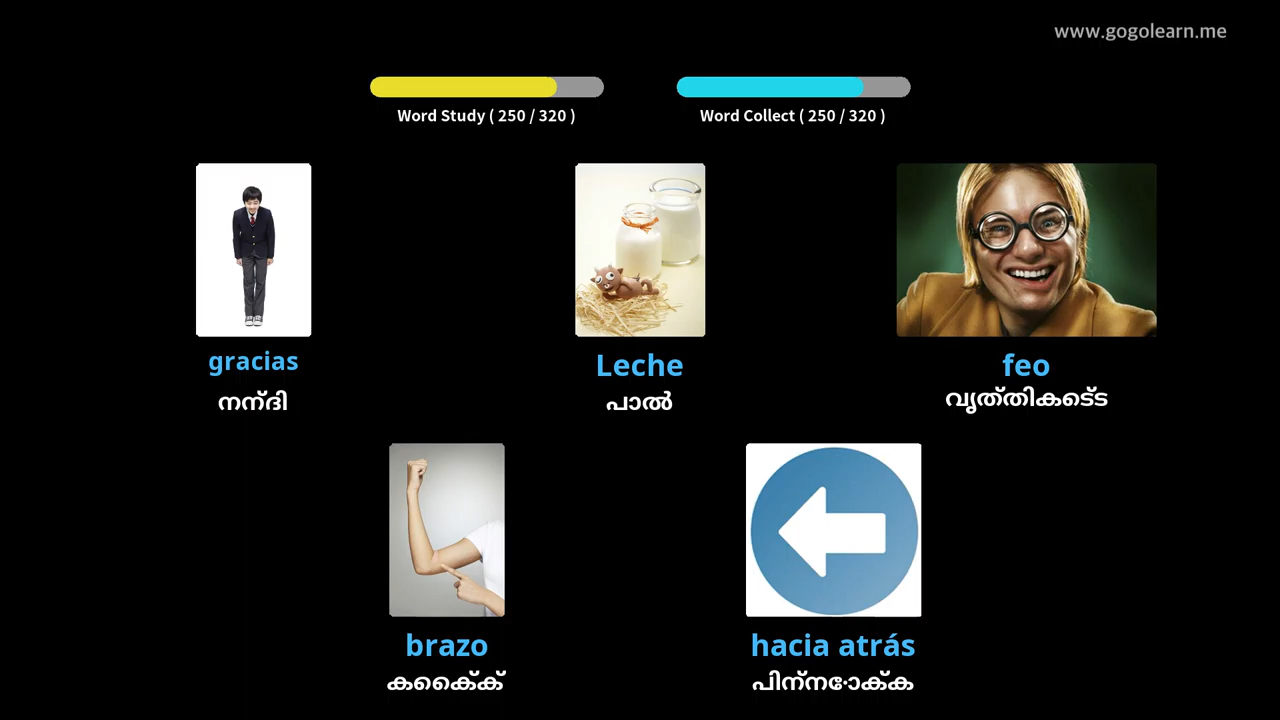 www.gogolearn.me
Word Study ( 250 / 320 )
Word Collect ( 250 / 320 )
gracias
നന്ദി
Leche
പാൽ
feo
വൃത്തികെട്ട
brazo
കൈക്ക്
hacia atrás
പിന്നോക്ക